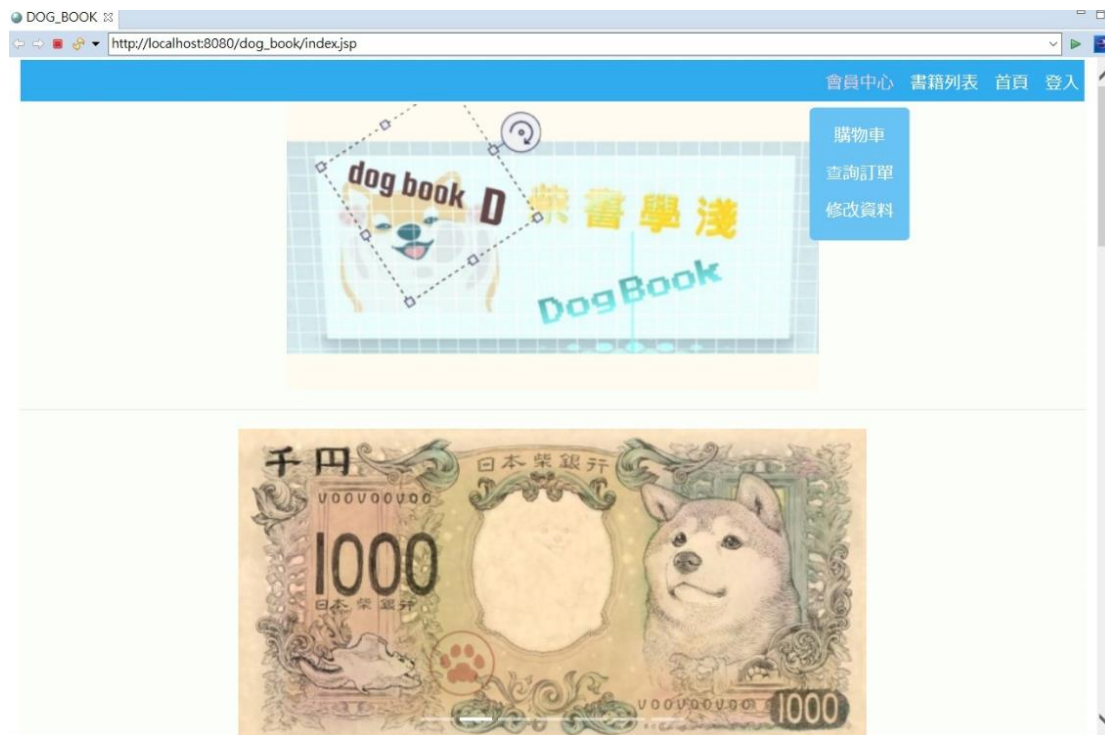 DOG_BOOK
http://localhost:8080/dog_book/index.jsp
會員中心 書籍列表 首頁 登入
購物車
查詢訂單
修改資料
dog book D
柴書學淺
DogBook
千円
日本柴銀行
VOOVOOVOO
1000
日本柴銀行
VOOVOOVOO
1000